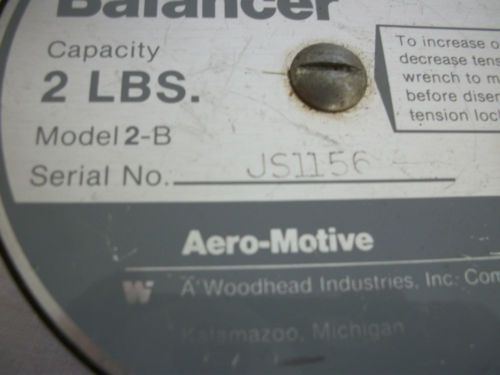 Balancer
Capacity
2 LBS.
Model 2-B
Serial No. JS1156
To increase o
decrease tens
wrench to m
before disen
tension lock
Aero-Motive
A Woodhead Industries, Inc. Com
Kalamazoo, Michigan